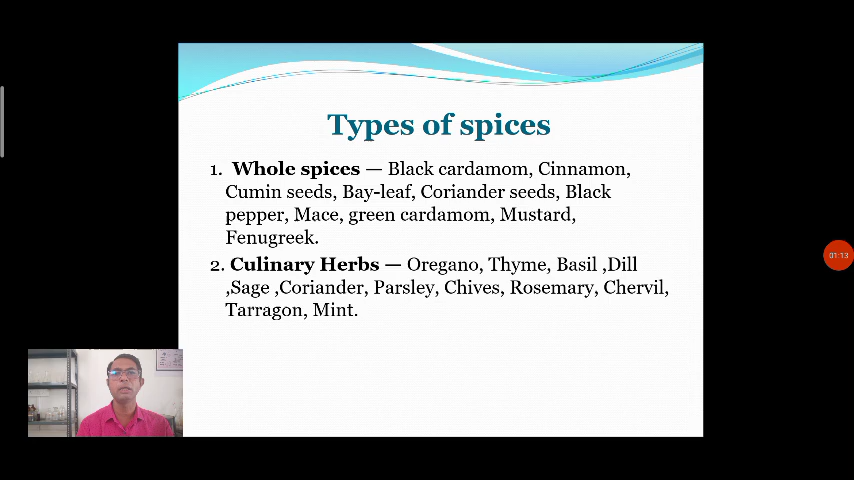 Types of spices
1. Whole spices — Black cardamom, Cinnamon,
Cumin seeds, Bay-leaf, Coriander seeds, Black
pepper, Mace, green cardamom, Mustard,
Fenugreek.
2. Culinary Herbs — Oregano, Thyme, Basil ,Dill
,Sage ,Coriander, Parsley, Chives, Rosemary, Chervil,
Tarragon, Mint.
01:13